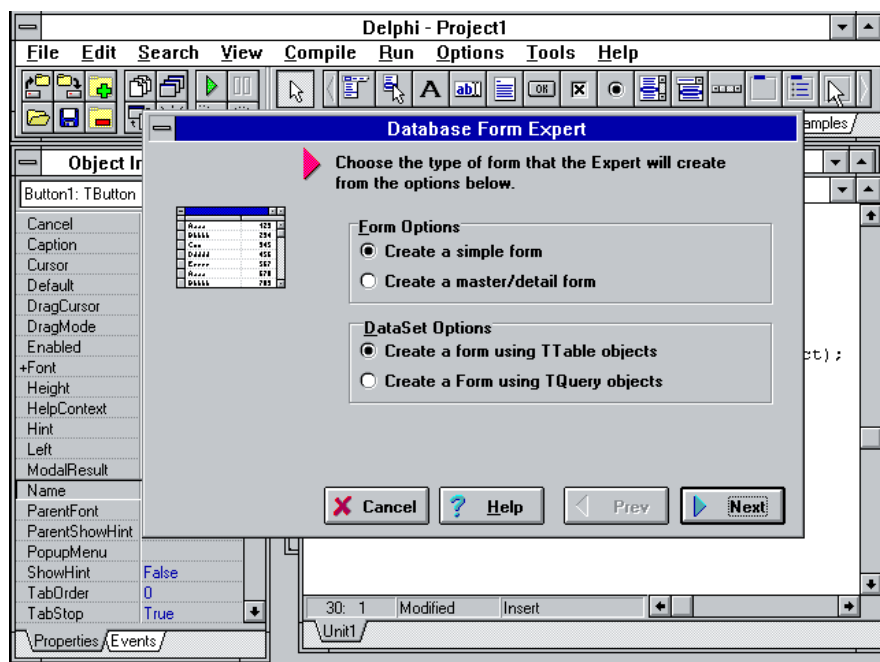 Delphi - Project1
File Edit Search View Compile Run Options Tools Help
A ab OK
amples
Object In
Database Form Expert
Choose the type of form that the Expert will create
from the options below.
Button1: TButton
Cancel
Caption
Cursor
Default
DragCursor
DragMode
Enabled
+Font
Height
HelpContext
Hint
Left
ModalResult
Name
ParentFont
ParentShowHint
PopupMenu
ShowHint False
TabOrder 0
TabStop True
Properties Events
Form Options
Create a simple form
Create a master/detail form
DataSet Options
Create a form using TTable objects
Create a Form using TQuery objects
ct);
Cancel ? Help Prev Next
30: 1 Modified Insert
Unit1